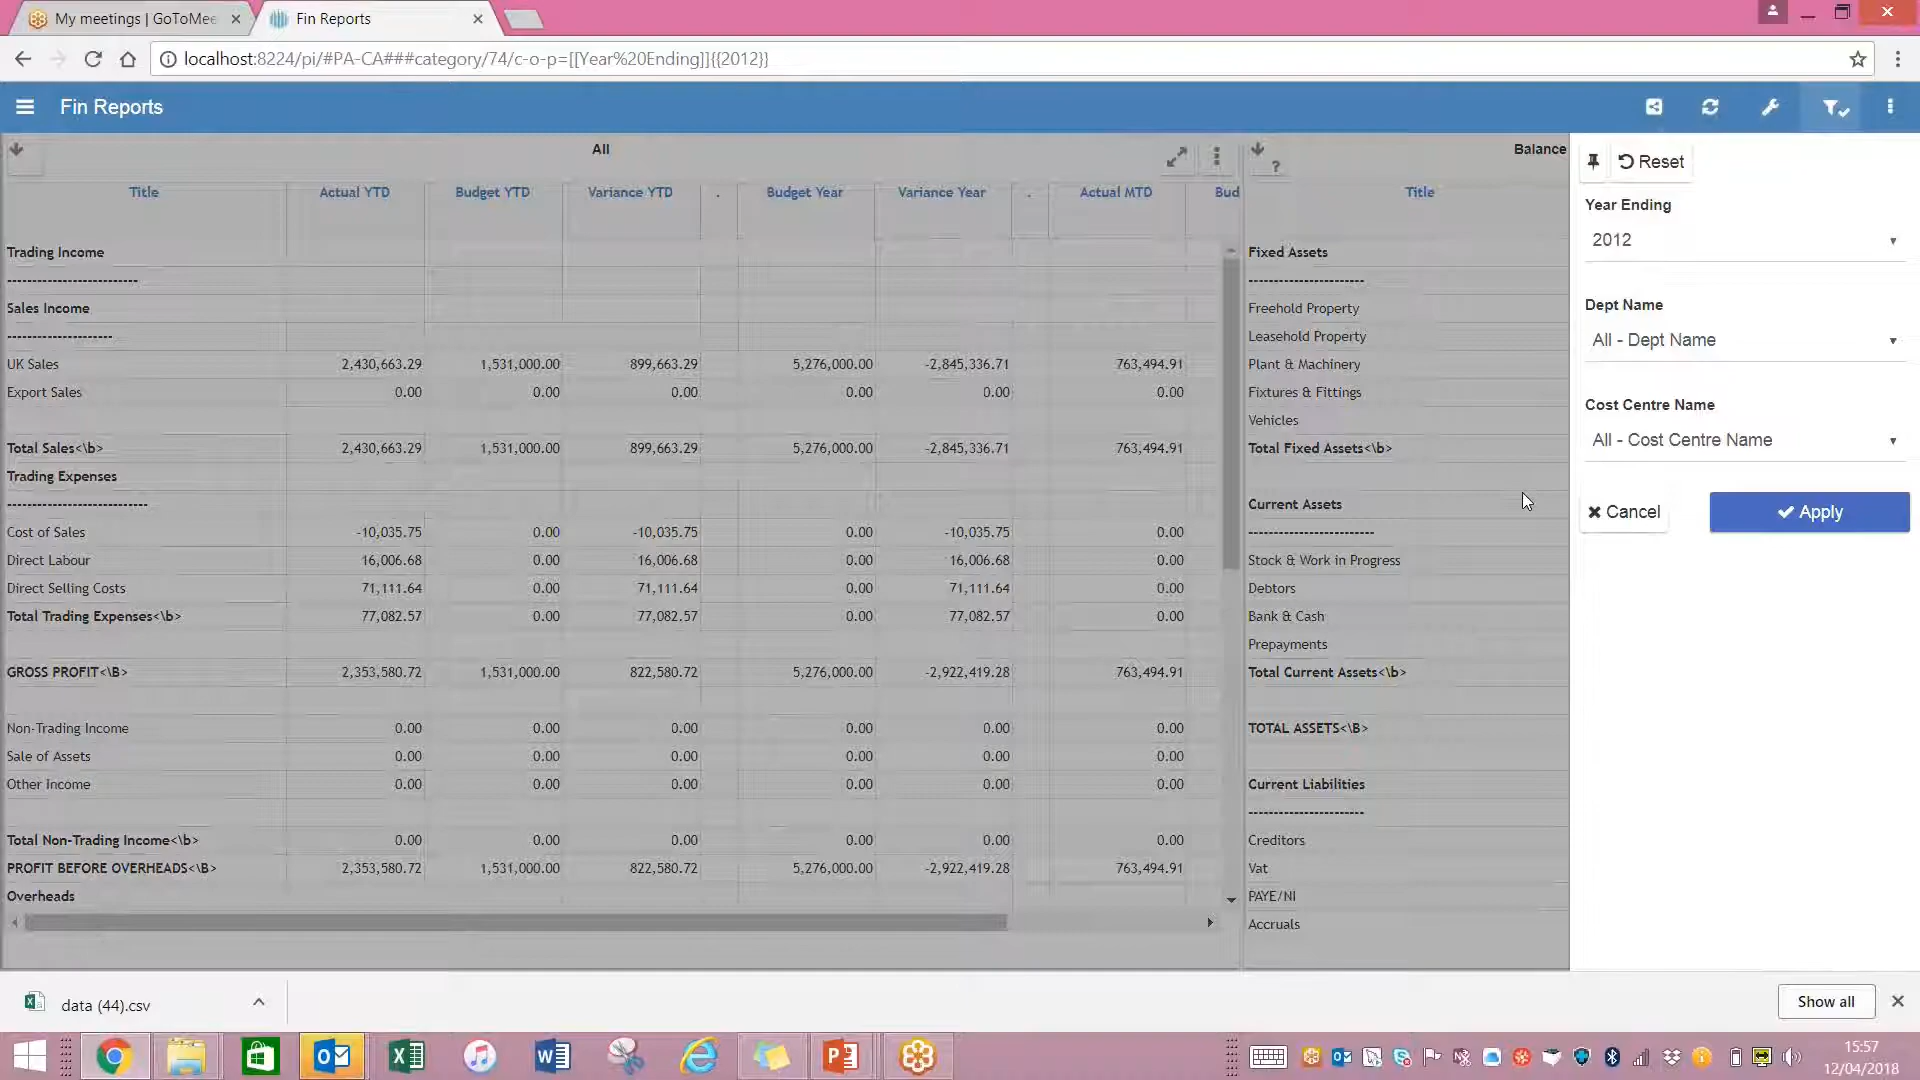 My meetings | GoToMee
Fin Reports
localhost:8224/pi/#PA-CA###category/74/c-o-p=[[Year%20Ending]]{{2012}}
Fin Reports
All
Title Actual YTD Budget YTD Variance YTD . Budget Year Variance Year . Actual MTD Bud
Trading Income
--------------------------
Sales Income
---------------------
UK Sales 2,430,663.29 1,531,000.00 899,663.29 5,276,000.00 -2,845,336.71 763,494.91
Export Sales 0.00 0.00 0.00 0.00 0.00 0.00
Total Sales<\b> 2,430,663.29 1,531,000.00 899,663.29 5,276,000.00 -2,845,336.71 763,494.91
Trading Expenses
----------------------------
Cost of Sales -10,035.75 0.00 -10,035.75 0.00 -10,035.75 0.00
Direct Labour 16,006.68 0.00 16,006.68 0.00 16,006.68 0.00
Direct Selling Costs 71,111.64 0.00 71,111.64 0.00 71,111.64 0.00
Total Trading Expenses<\b> 77,082.57 0.00 77,082.57 0.00 77,082.57 0.00
GROSS PROFIT<\B> 2,353,580.72 1,531,000.00 822,580.72 5,276,000.00 -2,922,419.28 763,494.91
Non-Trading Income 0.00 0.00 0.00 0.00 0.00 0.00
Sale of Assets 0.00 0.00 0.00 0.00 0.00 0.00
Other Income 0.00 0.00 0.00 0.00 0.00 0.00
Total Non-Trading Income<\b> 0.00 0.00 0.00 0.00 0.00 0.00
PROFIT BEFORE OVERHEADS<\B> 2,353,580.72 1,531,000.00 822,580.72 5,276,000.00 -2,922,419.28 763,494.91
Overheads
?
Balance
Title
Fixed Assets
-----------------------
Freehold Property
Leasehold Property
Plant & Machinery
Fixtures & Fittings
Vehicles
Total Fixed Assets<\b>
Current Assets
-------------------------
Stock & Work in Progress
Debtors
Bank & Cash
Prepayments
Total Current Assets<\b>
TOTAL ASSETS<\B>
Current Liabilities
-----------------------
Creditors
Vat
PAYE/NI
Accruals
Reset
Year Ending
2012
Dept Name
All - Dept Name
Cost Centre Name
All - Cost Centre Name
Cancel
Apply
data (44).csv
Show all
15:57
12/04/2018